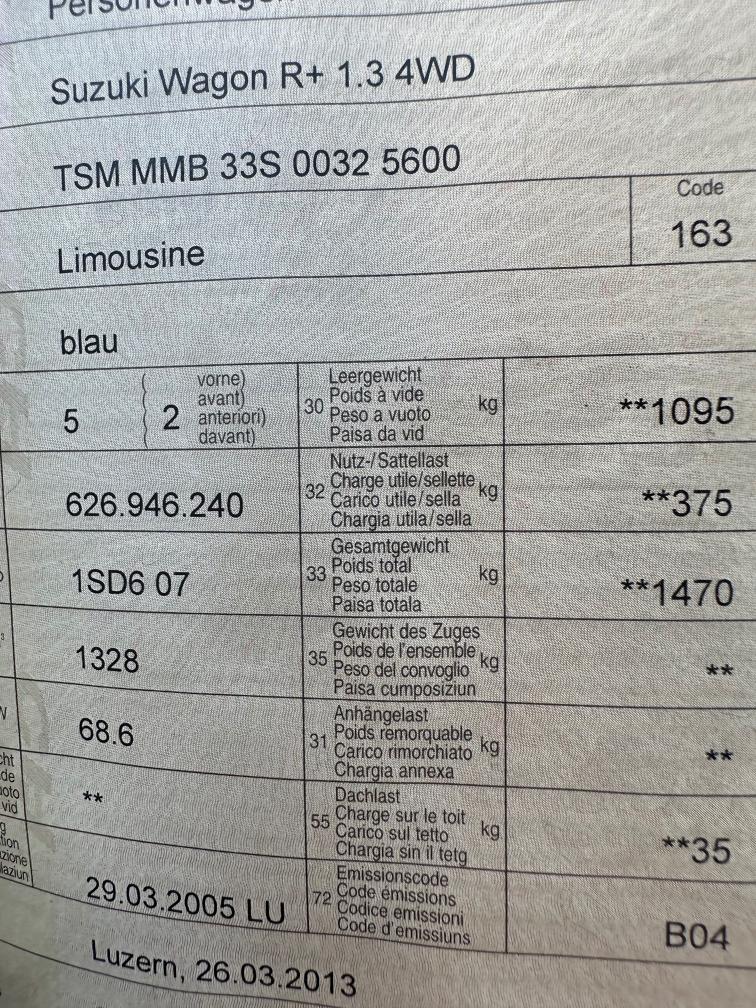 Personenwagen
Suzuki Wagon R+ 1.3 4WD
TSM MMB 33S 0032 5600
Code
Limousine
163
blau
5 ( 2 vorne)
avant)
anteriori)
davant)
30 Leergewicht
Poids à vide
Peso a vuoto
Paisa da vid
kg
**1095
626.946.240
32 Nutz-/Sattellast
Charge utile/sellette
Carico utile/sella
Chargia utila/sella
kg
**375
1SD6 07
33 Gesamtgewicht
Poids total
Peso totale
Paisa totala
kg
**1470
1328
35 Gewicht des Zuges
Poids de l'ensemble
Peso del convoglio
Paisa cumposiziun
kg
**
68.6
31 Anhängelast
Poids remorquable
Carico rimorchiato
Chargia annexa
kg
**
vid
**
55 Dachlast
Charge sur le toit
Carico sul tetto
Chargia sin il tetg
kg
**35
29.03.2005 LU
72 Emissionscode
Code émissions
Codice emissioni
Code d'emissiuns
B04
Luzern, 26.03.2013